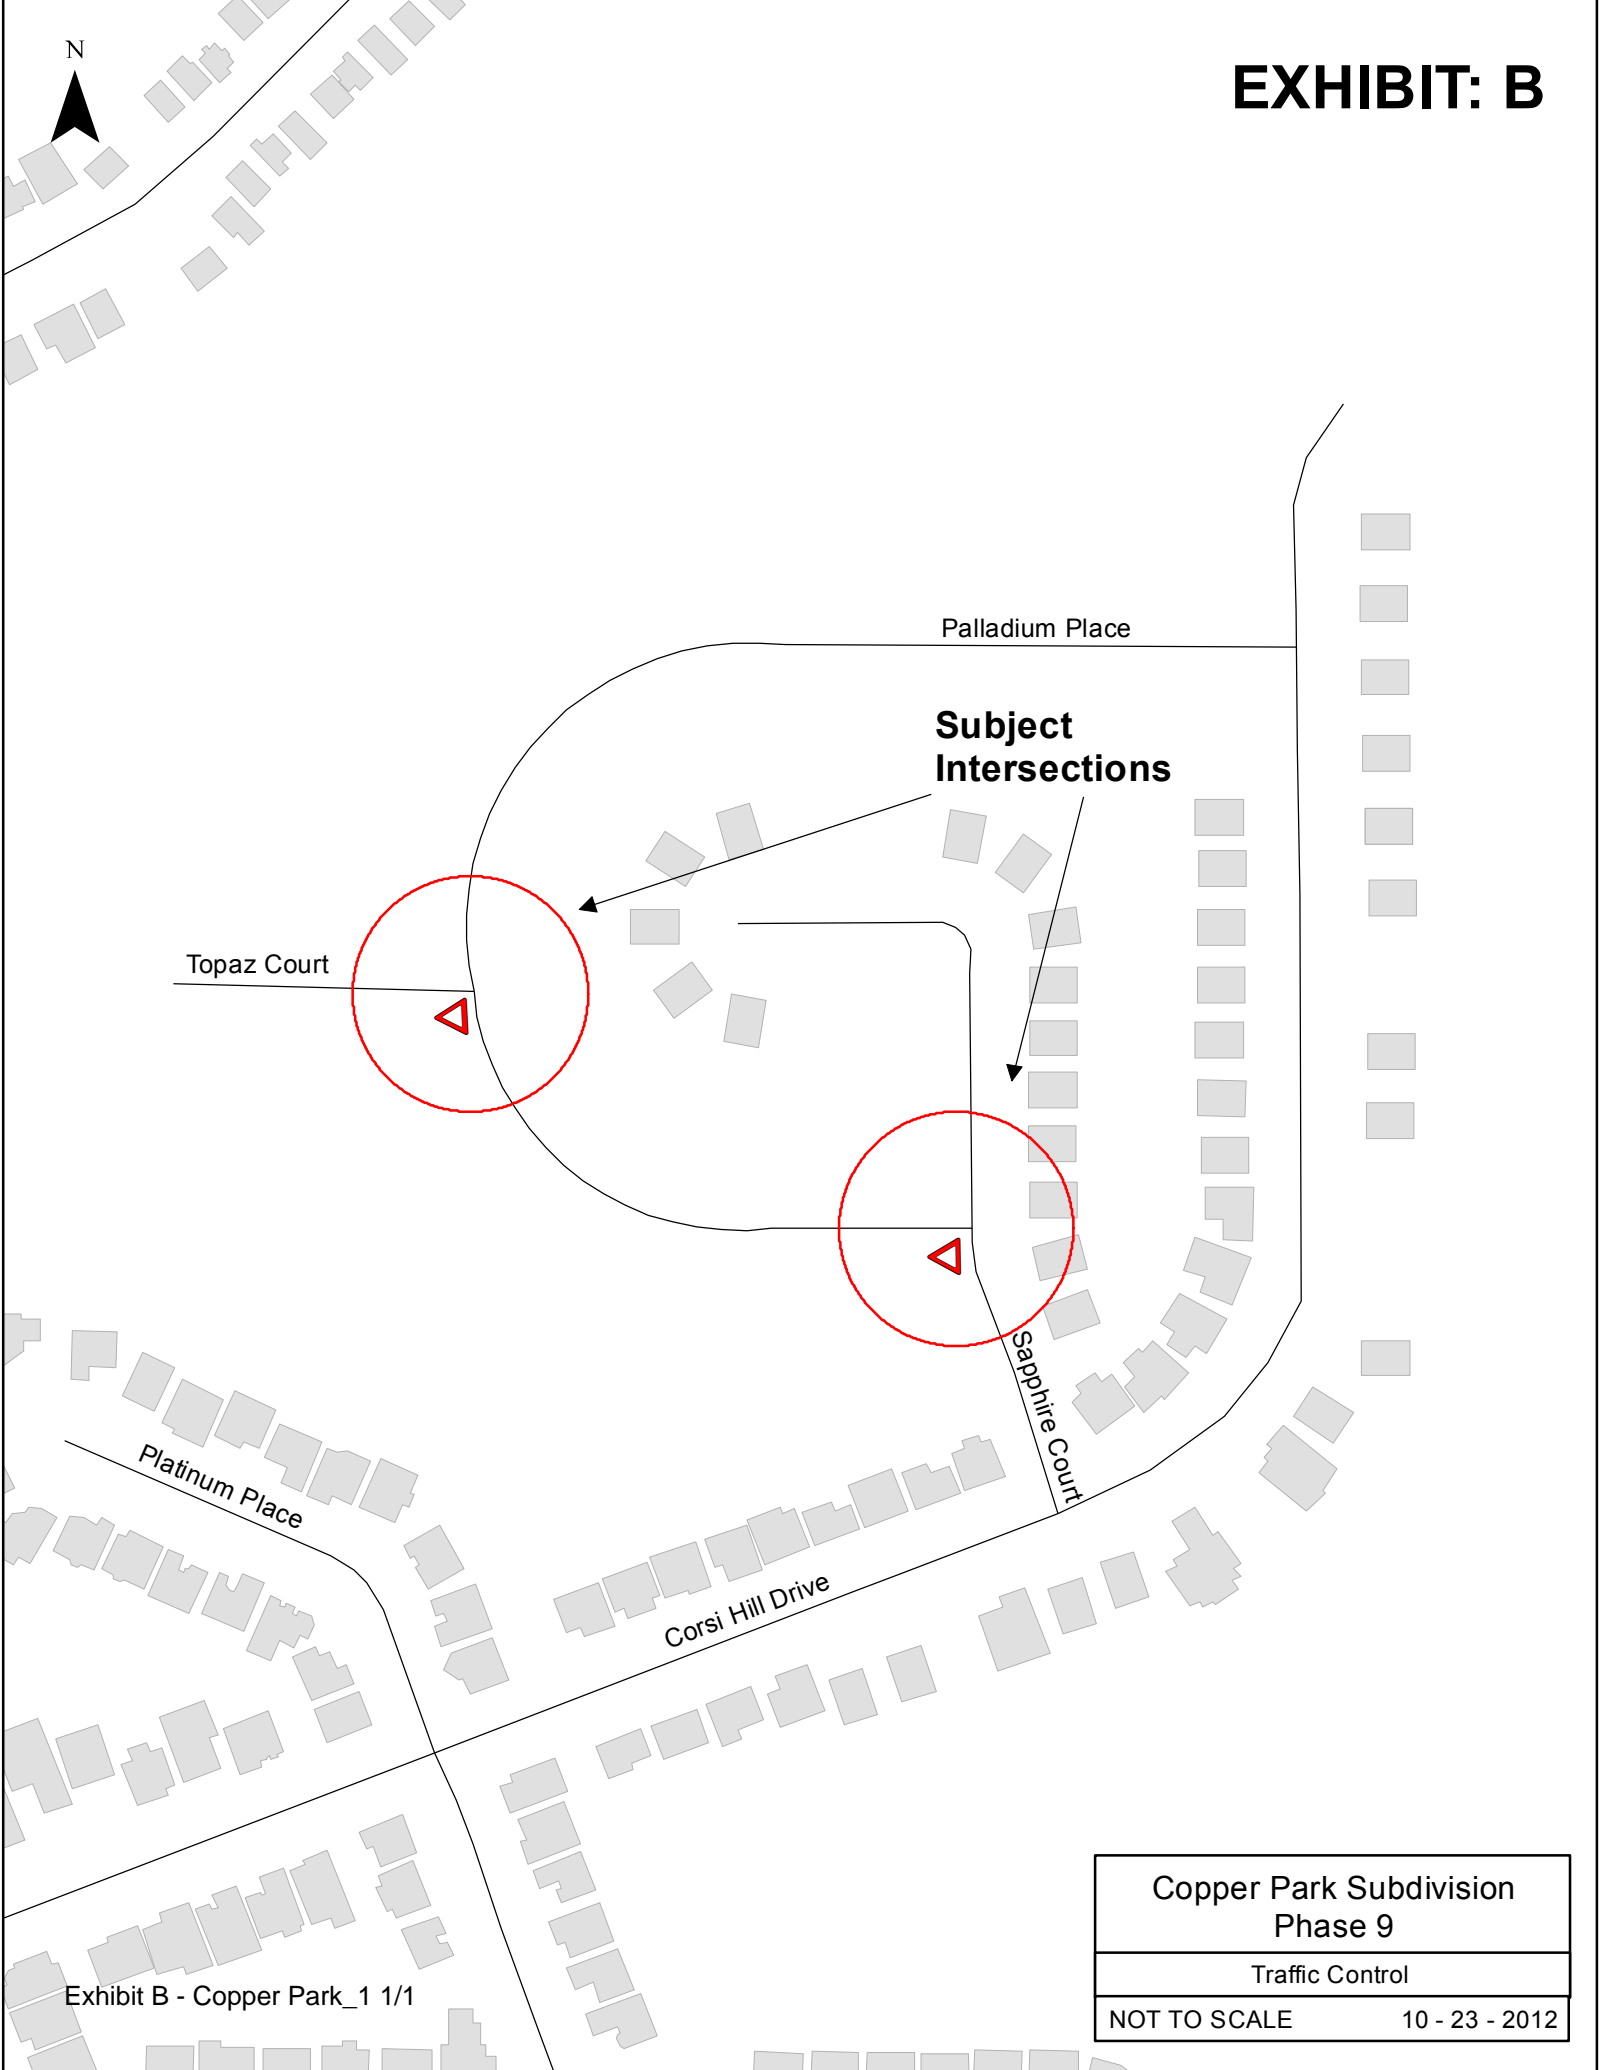 N
EXHIBIT: B
Palladium Place
Subject
Intersections
Topaz Court
Sapphire Court
Platinum Place
Corsi Hill Drive
Copper Park Subdivision
Phase 9
Traffic Control
NOT TO SCALE 10 - 23 - 2012
Exhibit B - Copper Park_1 1/1